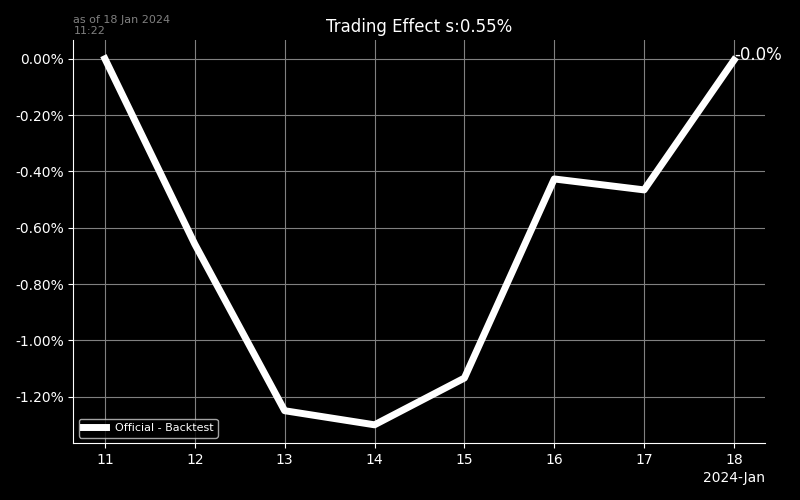 as of 18 Jan 2024
11:22
Trading Effect s:0.55%
-0.0%
0.00%
-0.20%
-0.40%
-0.60%
-0.80%
-1.00%
-1.20%
Official - Backtest
11 12 13 14 15 16 17 18
2024-Jan